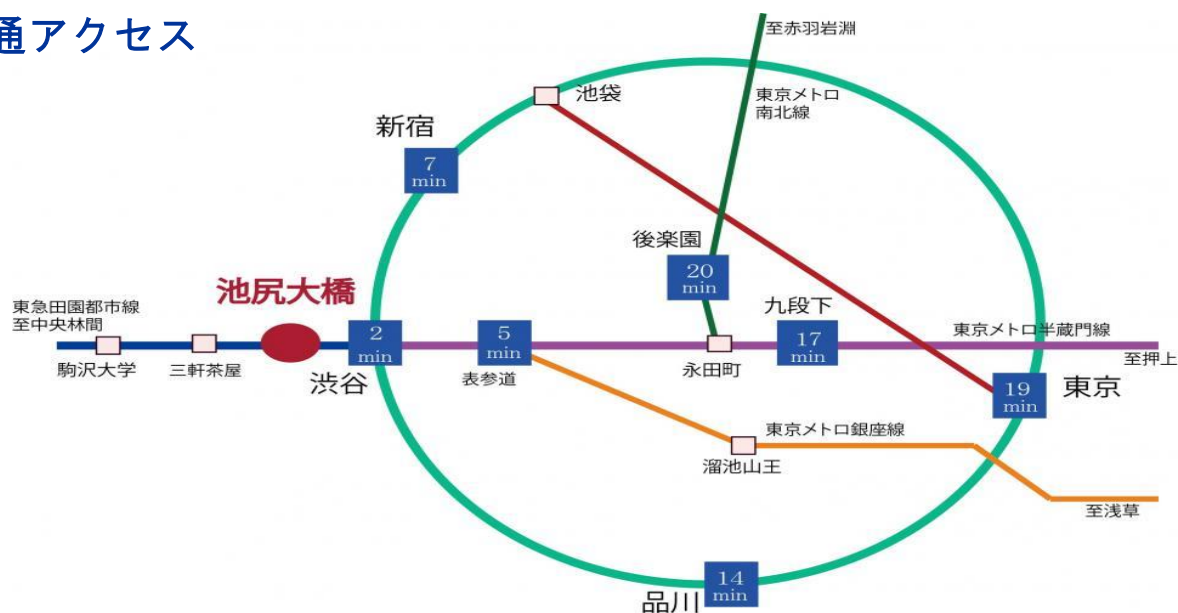 通アクセス
至赤羽岩淵
池袋
東京メトロ
南北線
新宿
7
min
後楽園
20
min
池尻大橋
九段下
東急田園都市線
至中央林間
2
min
5
min
17
min
東京メトロ半蔵門線
至押上
駒沢大学
三軒茶屋
渋谷
表参道
永田町
19
min
東京
東京メトロ銀座線
溜池山王
至浅草
14
min
品川